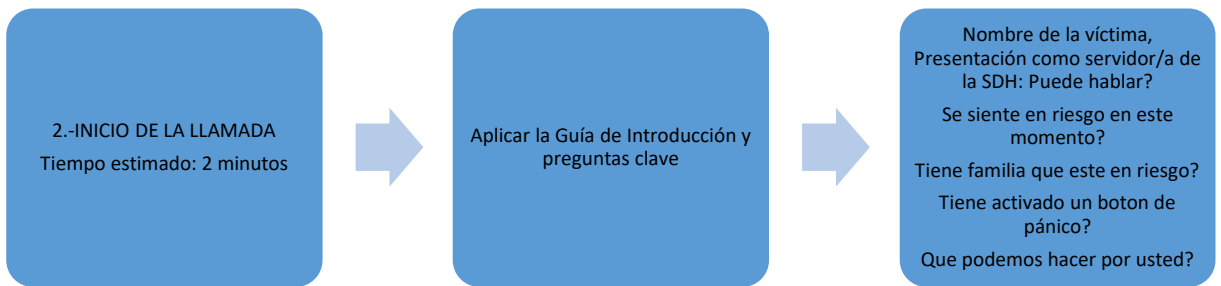 2.-INICIO DE LA LLAMADA
Tiempo estimado: 2 minutos
Aplicar la Guía de Introducción y
preguntas clave
Nombre de la víctima,
Presentación como servidor/a de
la SDH: Puede hablar?
Se siente en riesgo en este
momento?
Tiene familia que este en riesgo?
Tiene activado un boton de
pánico?
Que podemos hacer por usted?